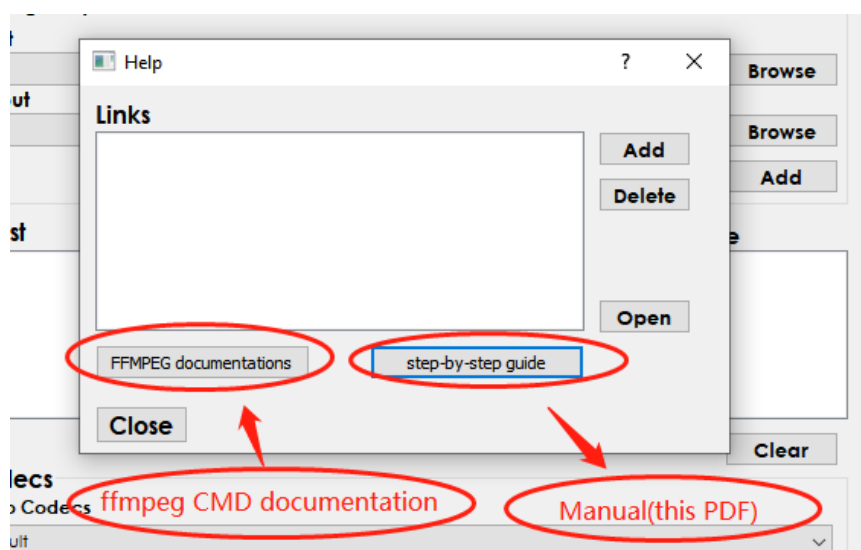 Help
?
Browse
ut
Links
Browse
Add
Add
Delete
st
e
Open
FFMPEG documentations
step-by-step guide
Close
Clear
ecs
ffmpeg CMD documentation
Manual(this PDF)
o Codecs
ult